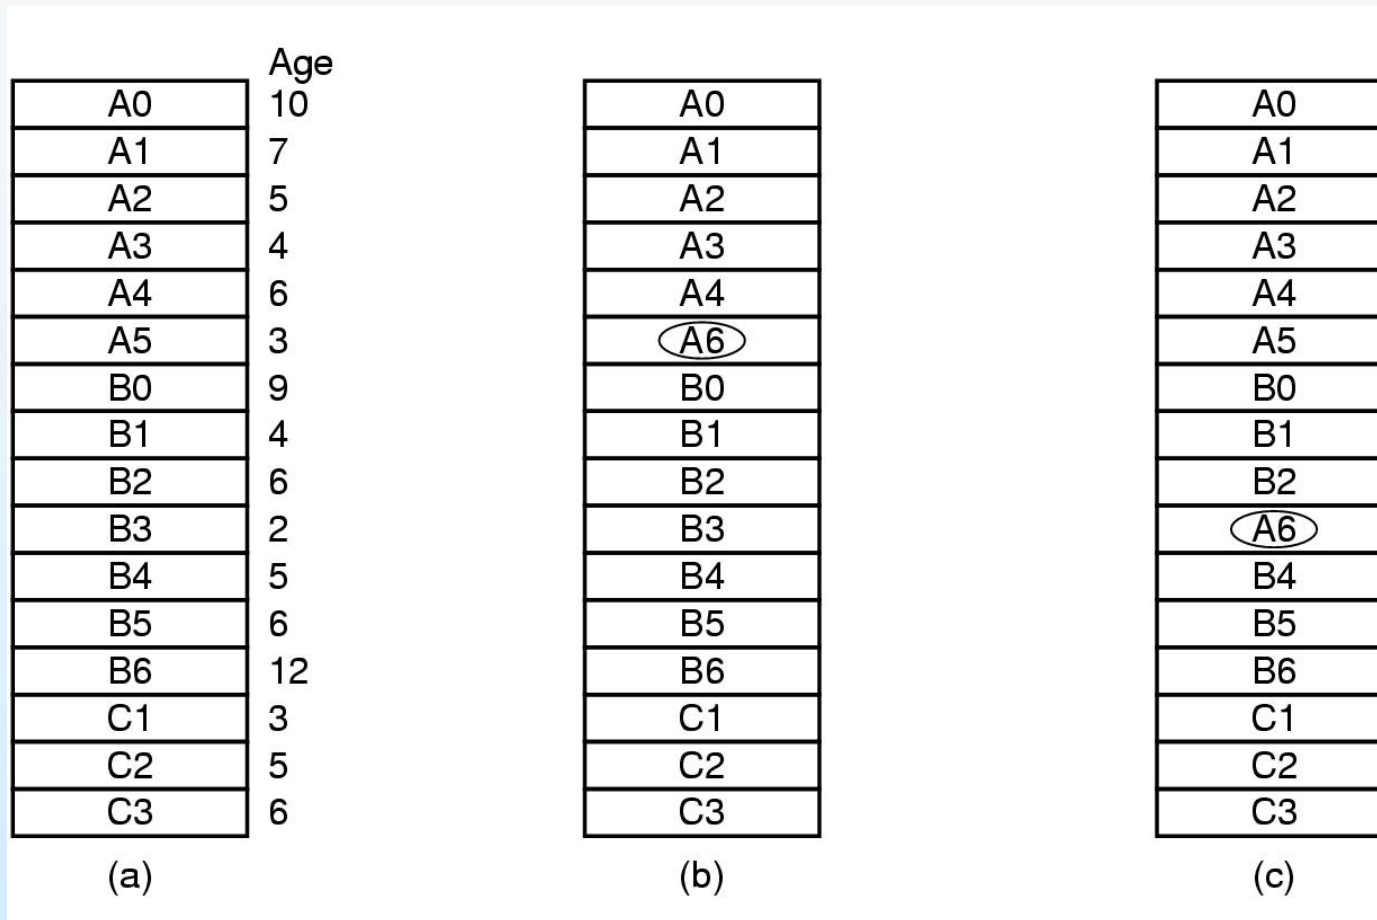 Age
A0 10 A0 A0
A1 7 A1 A1
A2 5 A2 A2
A3 4 A3 A3
A4 6 A4 A4
A5 3 A6 A5
B0 9 B0 B0
B1 4 B1 B1
B2 6 B2 B2
B3 2 B3 A6
B4 5 B4 B4
B5 6 B5 B5
B6 12 B6 B6
C1 3 C1 C1
C2 5 C2 C2
C3 6 C3 C3
(a) (b) (c)